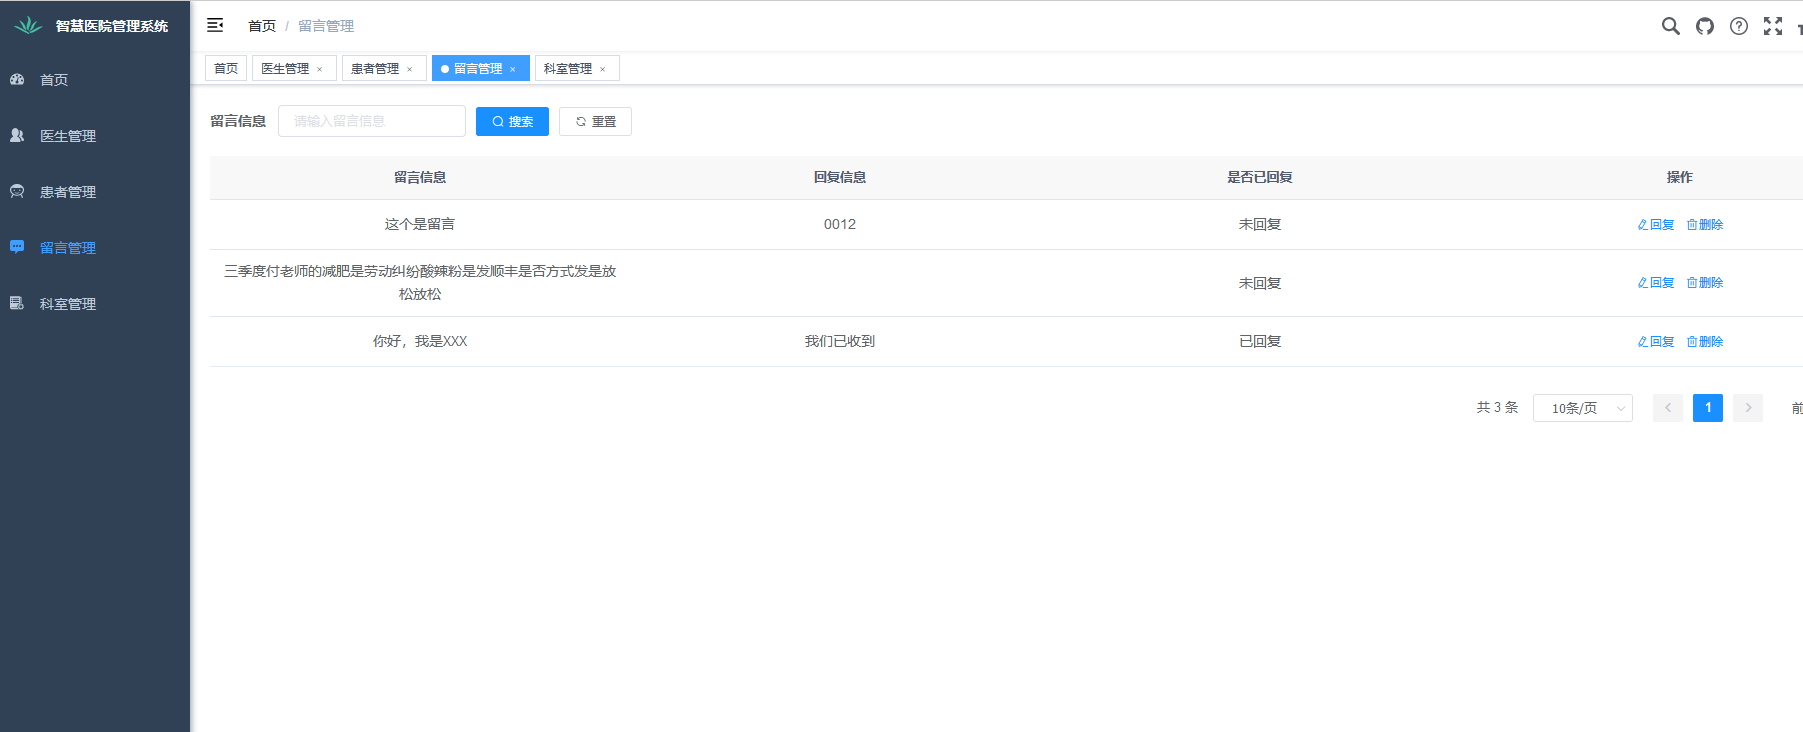 智慧医院管理系统
首页
医生管理
患者管理
留言管理
科室管理
首页 / 留言管理
首页 医生管理 × 患者管理 × 留言管理 × 科室管理 ×
留言信息 请输入留言信息 搜索 重置
留言信息 回复信息 是否已回复 操作
这个是留言 0012 未回复 回复 删除
三季度付老师的减肥是劳动纠纷酸辣粉是发顺丰是否方式发是放
松放松
未回复 回复 删除
你好，我是XXX 我们已收到 已回复 回复 删除
共 3 条 10条/页 < 1 > 前